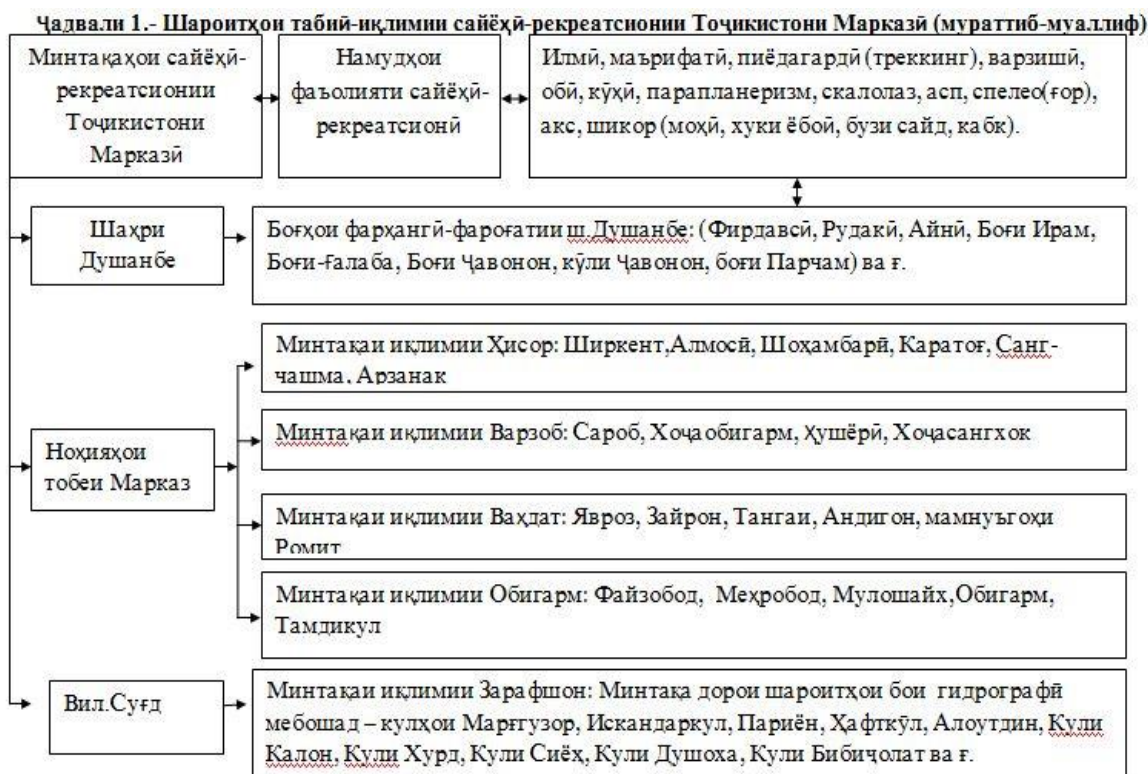 Ҷадвали 1.- Шароитҳои табиӣ-иқлимии сайёҳӣ-рекреатсионии Тоҷикистони Марказӣ (мураттиб-муаллиф)
Минтақаҳои сайёҳӣ-
рекреатсионии
Тоҷикистони
Марказӣ
Намудҳои
фаъолияти сайёҳӣ-
рекреатсионӣ
Илмӣ, маърифатӣ, пиёдагардӣ (треккинг), варзишӣ,
обӣ, кӯҳӣ, парапланеризм, скалолаз, асп, спелео(ғор),
акс, шикор (моҳӣ, хуки ёбоӣ, бузи сайд, кабк).
Шаҳри
Душанбе
Боғҳои фарҳангӣ-фароғатии ш.Душанбе: (Фирдавсӣ, Рудакӣ, Айнӣ, Боғи Ирам,
Боғи-Ғалаба, Боғи Ҷавонон, кӯли Ҷавонон, боғи Парчам) ва ғ.
Ноҳияҳои
тобеи Марказ
Минтақаи иқлимии Ҳисор: Ширкент,Алмосӣ, Шоҳамбарӣ, Каратоғ, Санг-
чашма, Арзанак
Минтақаи иқлимии Варзоб: Сароб, Хоҷаобигарм, Ҳушёрӣ, Хоҷасангхок
Минтақаи иқлимии Ваҳдат: Явроз, Зайрон, Тангаи, Андигон, мамнуъгоҳи
Ромит
Минтақаи иқлимии Обигарм: Файзобод, Меҳробод, Мулошайх,Обигарм,
Тамдикул
Вил.Суғд
Минтақаи иқлимии Зарафшон: Минтақа дорои шароитҳои бои гидрографӣ
мебошад – кулҳои Марғузор, Искандаркул, Париён, Ҳафткӯл, Алоутдин, Кули
Калон, Кули Хурд, Кули Сиёҳ, Кули Душоха, Кули Бибиҷолат ва ғ.